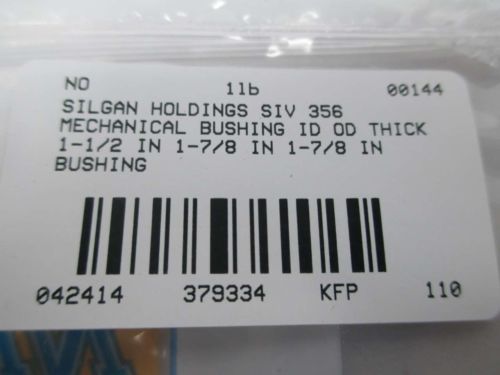 NO 1lb 00144
SILGAN HOLDINGS SIV 356
MECHANICAL BUSHING ID OD THICK
1-1/2 IN 1-7/8 IN 1-7/8 IN
BUSHING
042414 379334 KFP 110